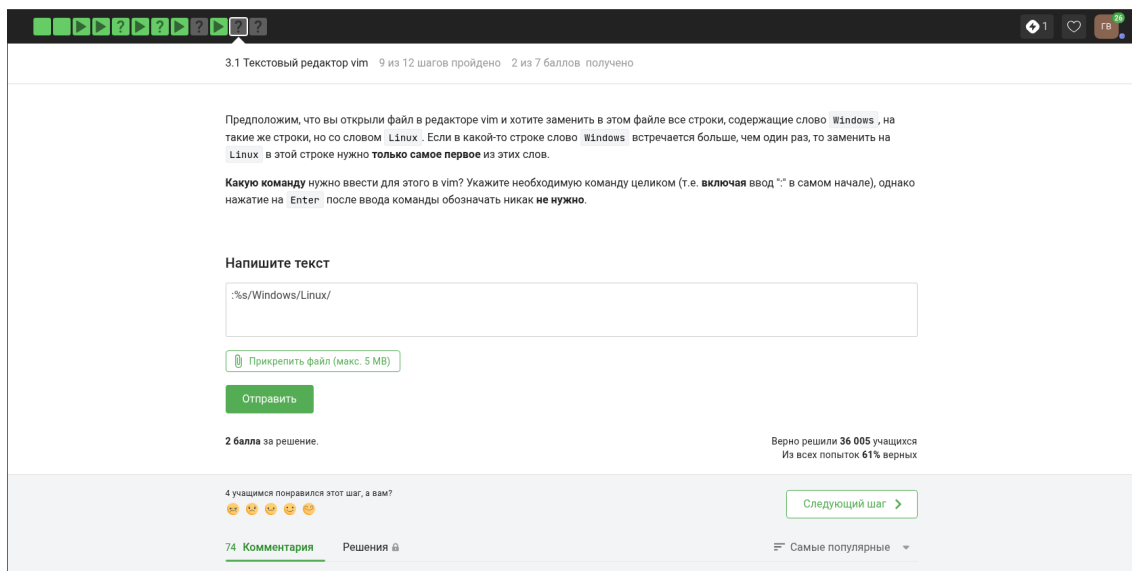 ? ? ? ?
1
ГВ
26
3.1 Текстовый редактор vim 9 из 12 шагов пройдено 2 из 7 баллов получено
Предположим, что вы открыли файл в редакторе vim и хотите заменить в этом файле все строки, содержащие слово Windows, на
такие же строки, но со словом Linux. Если в какой-то строке слово Windows встречается больше, чем один раз, то заменить на
Linux в этой строке нужно только самое первое из этих слов.
Какую команду нужно ввести для этого в vim? Укажите необходимую команду целиком (т.е. включая ввод ":" в самом начале), однако
нажатие на Enter после ввода команды обозначать никак не нужно.
Напишите текст
:%s/Windows/Linux/
Прикрепить файл (макс. 5 MB)
Отправить
2 балла за решение.
Верно решили 36 005 учащихся
Из всех попыток 61% верных
4 учащимся понравился этот шаг, а вам?
Следующий шаг
74 Комментария Решения
Самые популярные